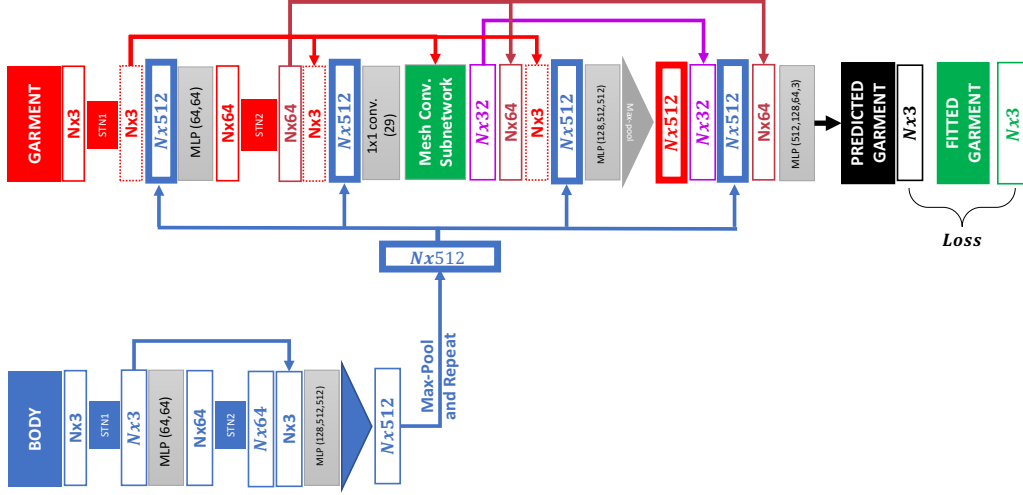 GARMENT
Nx3
STN1
Nx3
Nx512
MLP (64,64)
Nx64
STN2
Nx64
Nx3
Nx512
1x1 conv.
(29)
Mesh Conv.
Subnetwork
Nx32
Nx64
Nx3
Nx512
MLP (128,512,512)
Max-pool
Nx512
Nx32
Nx512
Nx64
MLP (512,128,64,3)
PREDICTED
GARMENT
Nx3
FITTED
GARMENT
Nx3
Loss
Nx512
Max-Pool
and Repeat
BODY
Nx3
STN1
Nx3
MLP (64,64)
Nx64
STN2
Nx64
Nx3
MLP (128,512,512)
Nx512